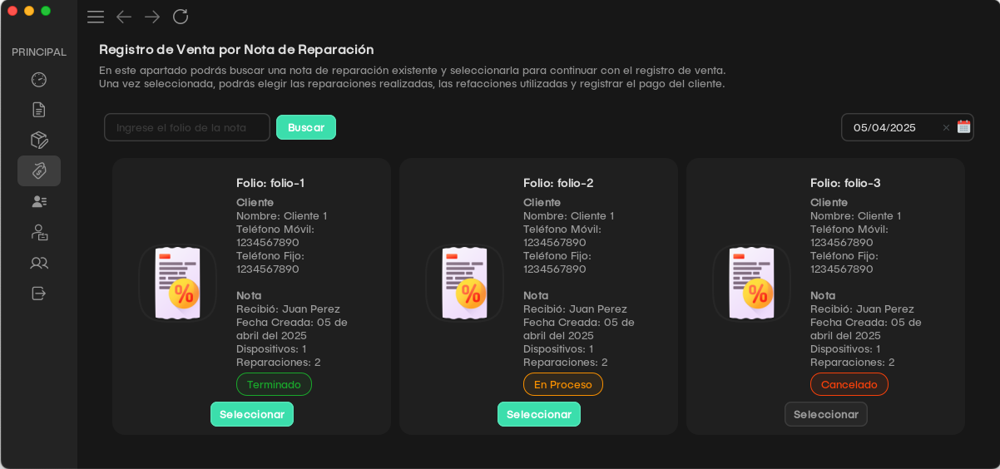 PRINCIPAL
Registro de Venta por Nota de Reparación
En este apartado podrás buscar una nota de reparación existente y seleccionarla para continuar con el registro de venta.
Una vez seleccionada, podrás elegir las reparaciones realizadas, las refacciones utilizadas y registrar el pago del cliente.
Ingrese el folio de la nota
Buscar
05/04/2025
Folio: folio-1
Cliente
Nombre: Cliente 1
Teléfono Móvil:
1234567890
Teléfono Fijo:
1234567890
Nota
Recibió: Juan Perez
Fecha Creada: 05 de
abril del 2025
Dispositivos: 1
Reparaciones: 2
Terminado
Seleccionar
Folio: folio-2
Cliente
Nombre: Cliente 1
Teléfono Móvil:
1234567890
Teléfono Fijo:
1234567890
Nota
Recibió: Juan Perez
Fecha Creada: 05 de
abril del 2025
Dispositivos: 1
Reparaciones: 2
En Proceso
Seleccionar
Folio: folio-3
Cliente
Nombre: Cliente 1
Teléfono Móvil:
1234567890
Teléfono Fijo:
1234567890
Nota
Recibió: Juan Perez
Fecha Creada: 05 de
abril del 2025
Dispositivos: 1
Reparaciones: 2
Cancelado
Seleccionar